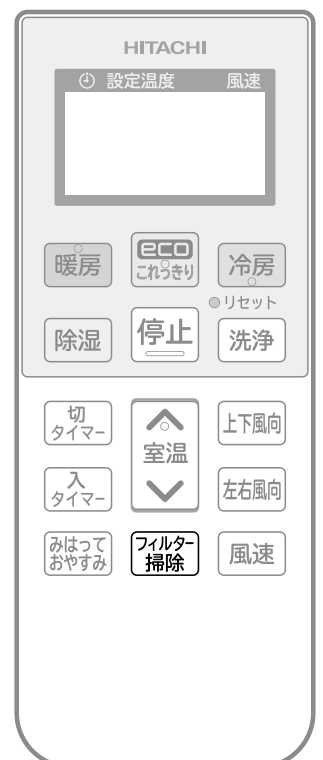 HITACHI
設定温度 風速
暖房
eco
これっきり
冷房
リセット
除湿
停止
洗浄
切
タイマー
室温
上下風向
入
タイマー
左右風向
みはって
おやすみ
フィルター
掃除
風速